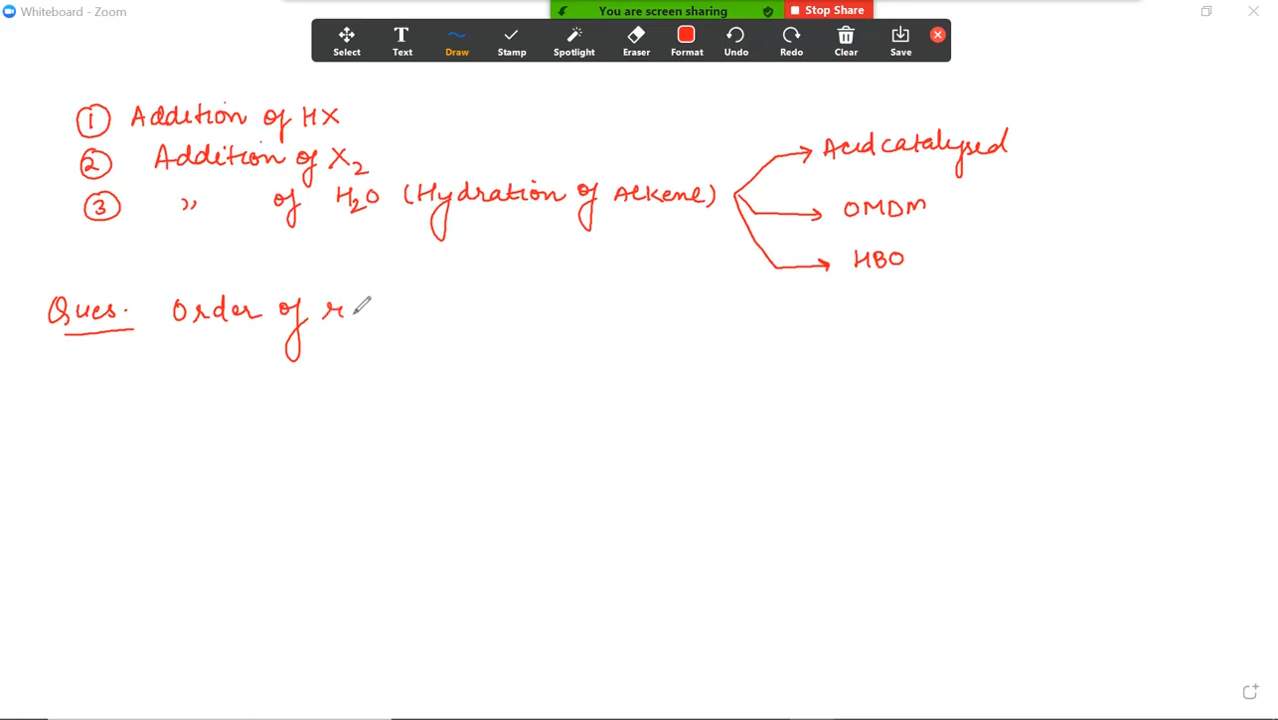 Whiteboard - Zoom
You are screen sharing
Stop Share
Select Text Draw Stamp Spotlight Eraser Format Undo Redo Clear Save
① Addition of HX
② Addition of X2
③ " of H2O (Hydration of Alkene)
Acid catalysed
OMDM
HBO
Ques. Order of r